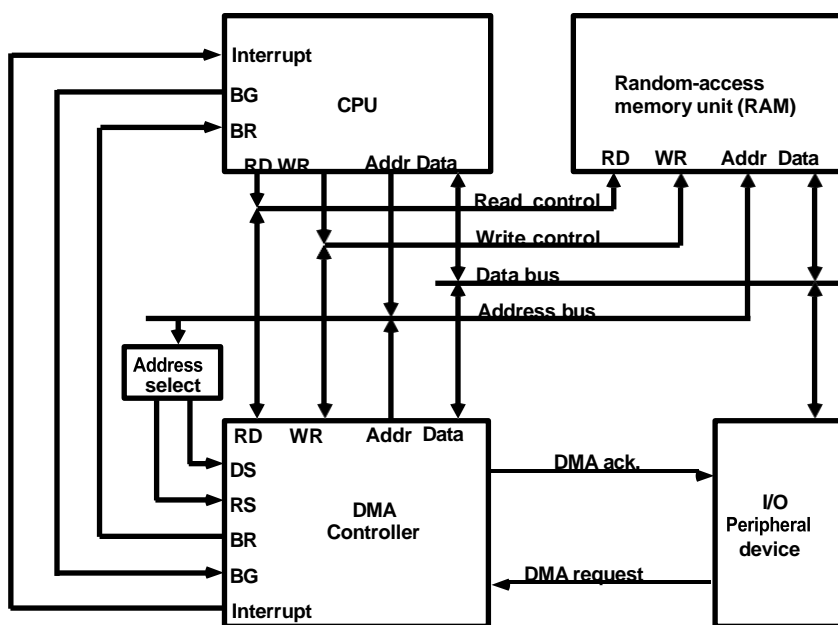 Interrupt
BG
CPU
BR
RD WR
Addr Data
Random-access
memory unit (RAM)
RD
WR
Addr
Data
Read control
Write control
Data bus
Address bus
Address
select
RD
WR
Addr
Data
DS
RS
BR
BG
Interrupt
DMA
Controller
DMA ack.
DMA request
I/O
Peripheral
device